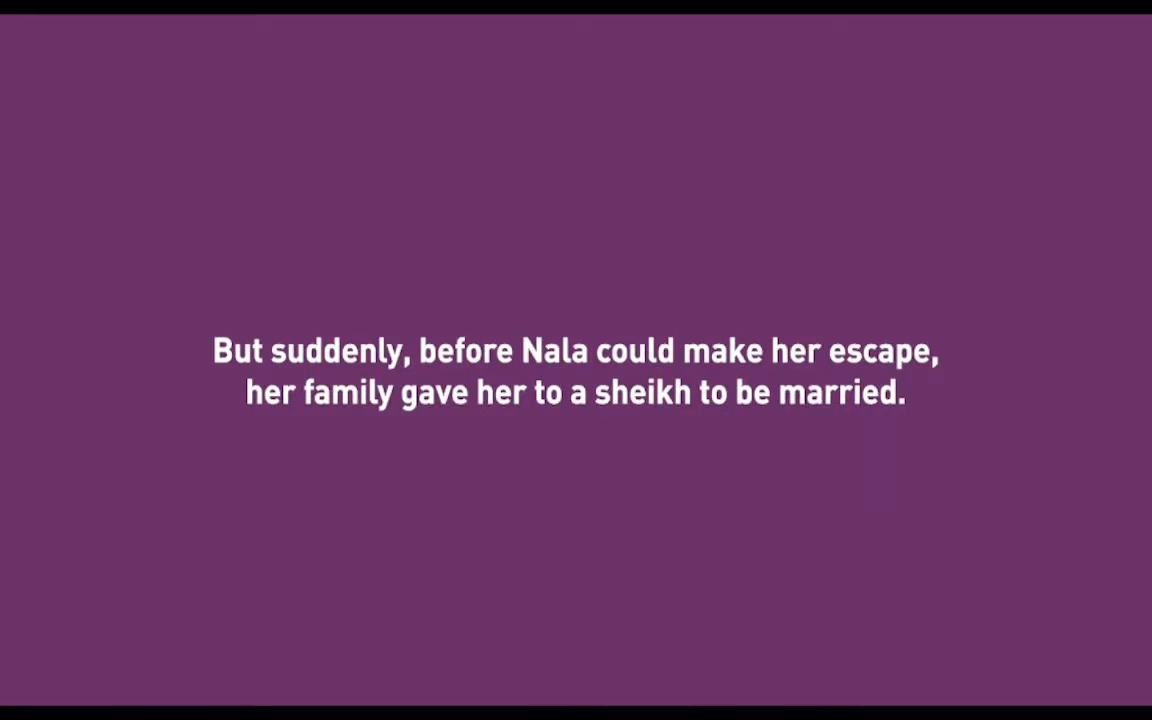 But suddenly, before Nala could make her escape,
her family gave her to a sheikh to be married.